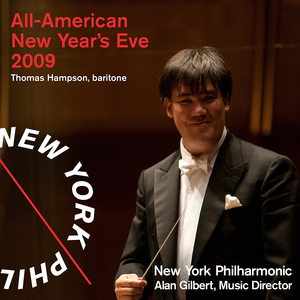 All-American
New Year's Eve
2009
Thomas Hampson, baritone
NEW YORK PHIL
New York Philharmonic
Alan Gilbert, Music Director